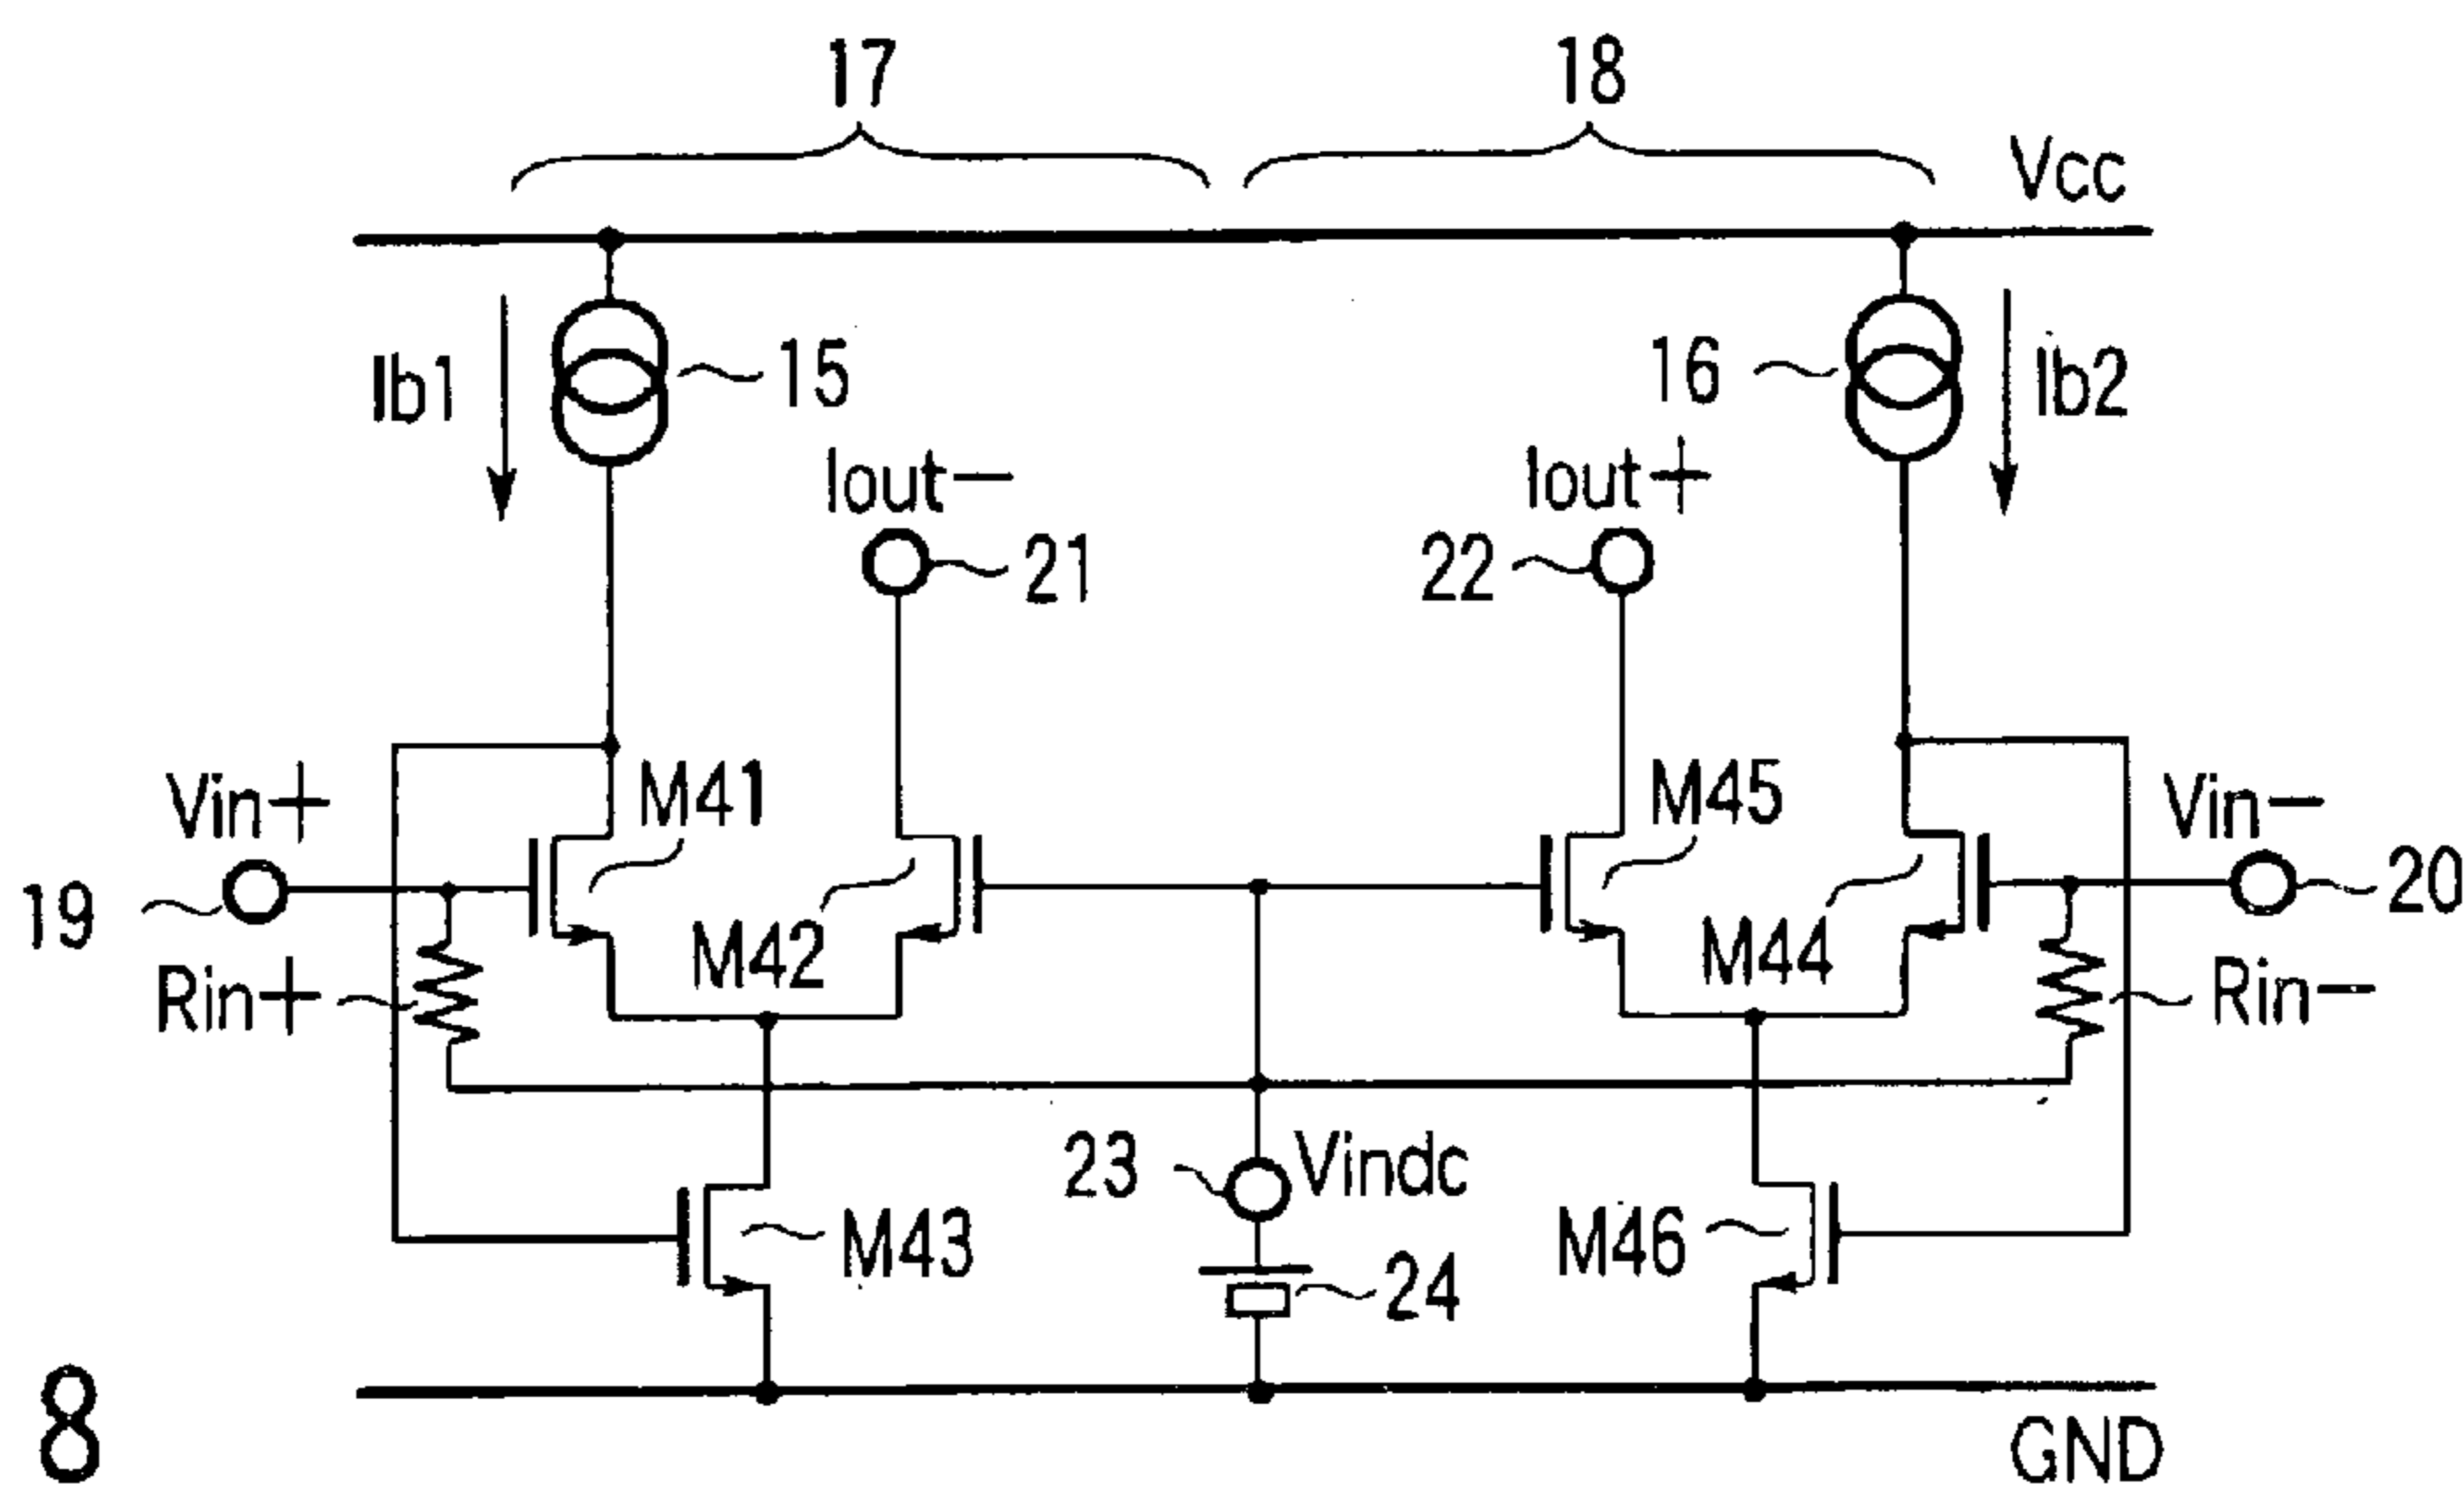 17
18
Vcc
Ib1
15
16
Ib2
Iout-
Iout+
21
22
Vin+
M41
M45
Vin-
19
20
M42
M44
Rin+
Rin-
23
Vindc
M43
M46
24
8
GND